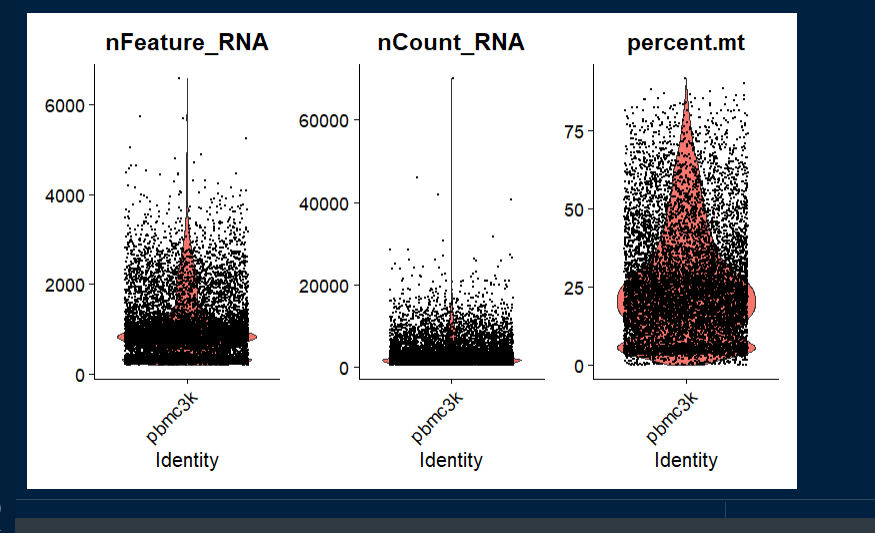 nFeature_RNA
6000
4000
2000
0
pbmc3k
Identity
nCount_RNA
60000
40000
20000
0
pbmc3k
Identity
percent.mt
75
50
25
0
pbmc3k
Identity